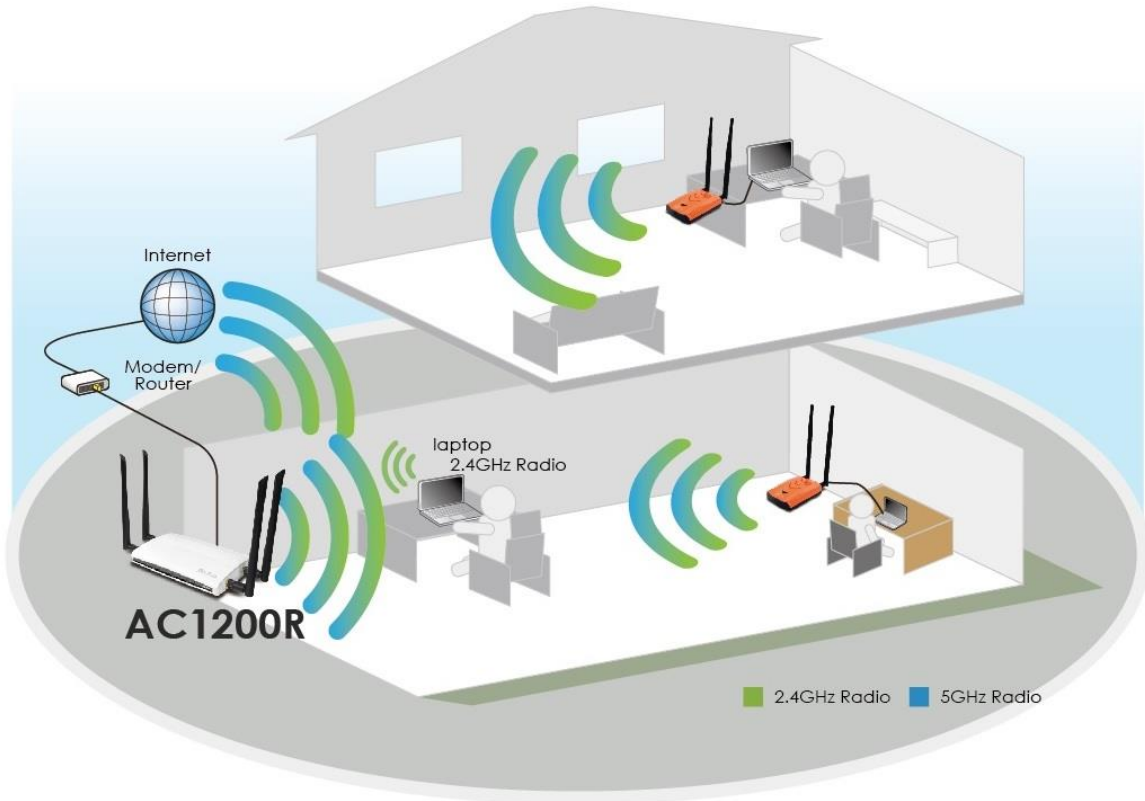 Internet
Modem/
Router
laptop
2.4GHz Radio
AC1200R
2.4GHz Radio
5GHz Radio